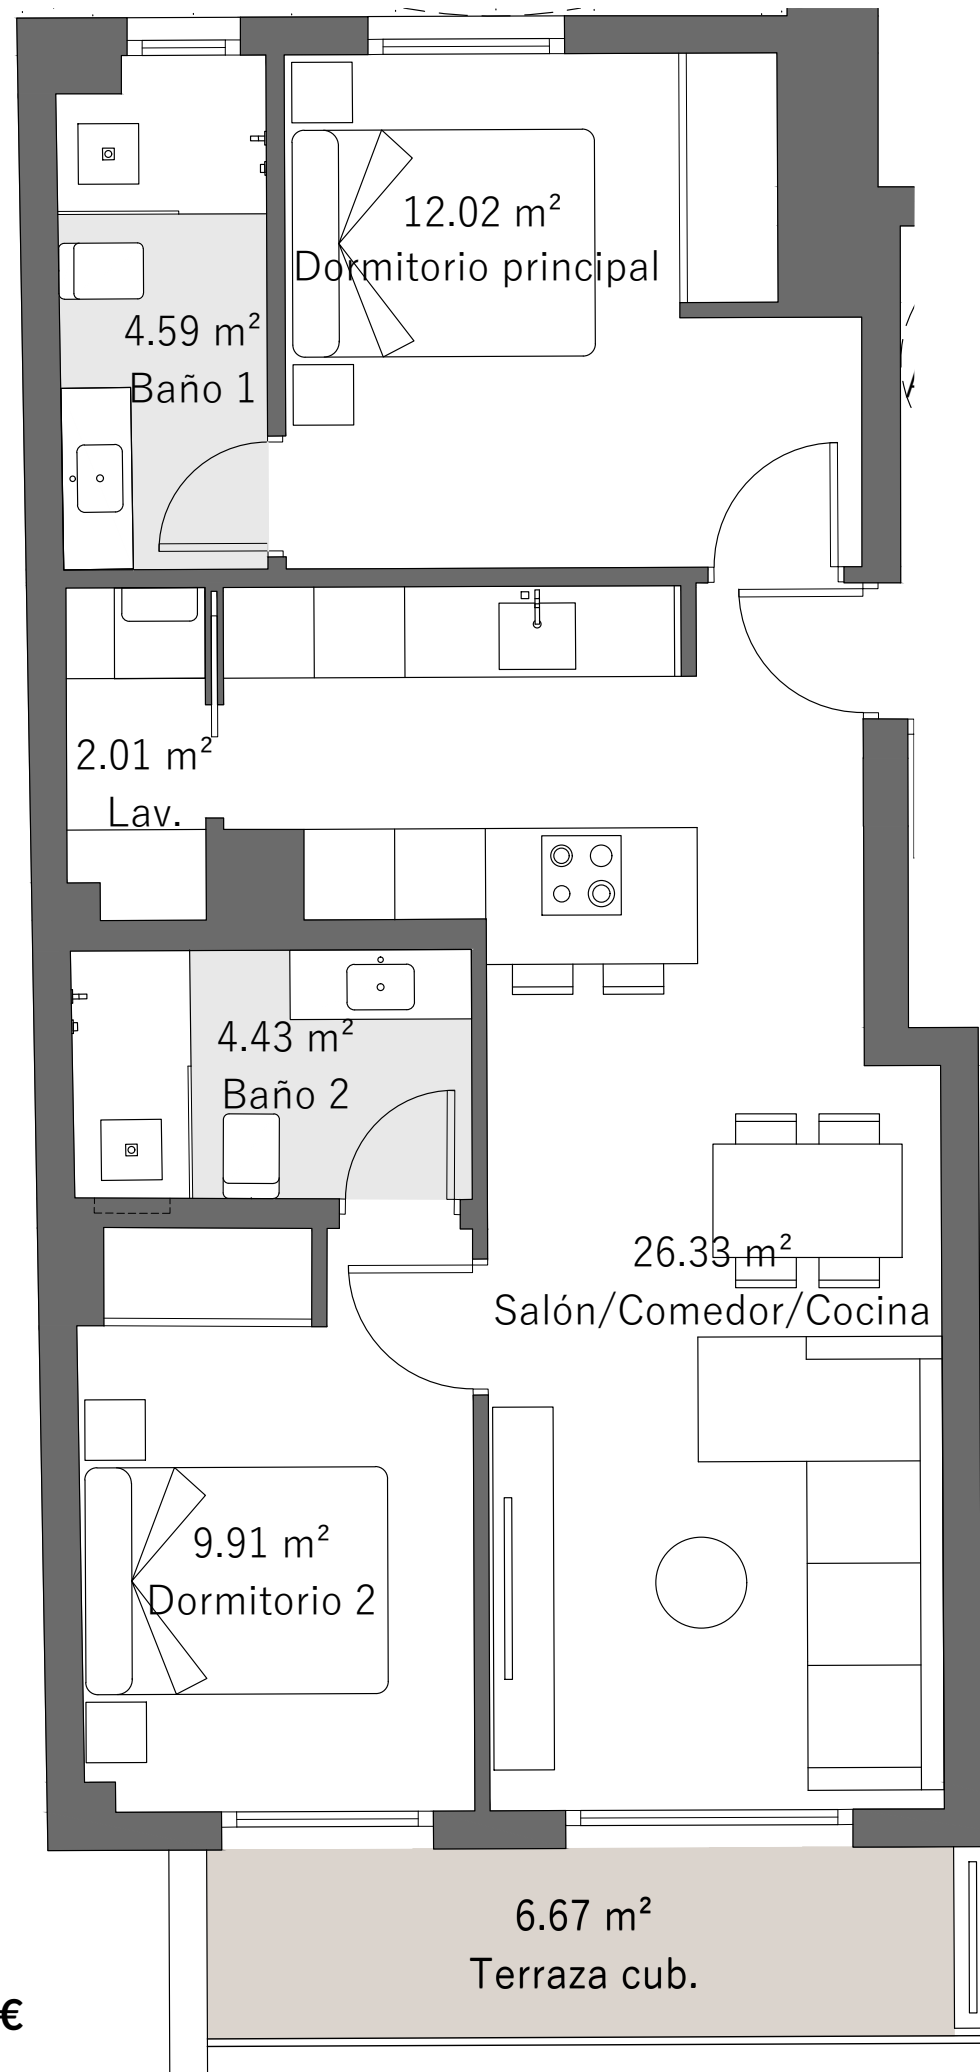 12.02 m²
Dormitorio principal
4.59 m²
Baño 1
2.01 m²
Lav.
4.43 m²
Baño 2
26.33 m²
Salón/Comedor/Cocina
9.91 m²
Dormitorio 2
6.67 m²
Terraza cub.
€